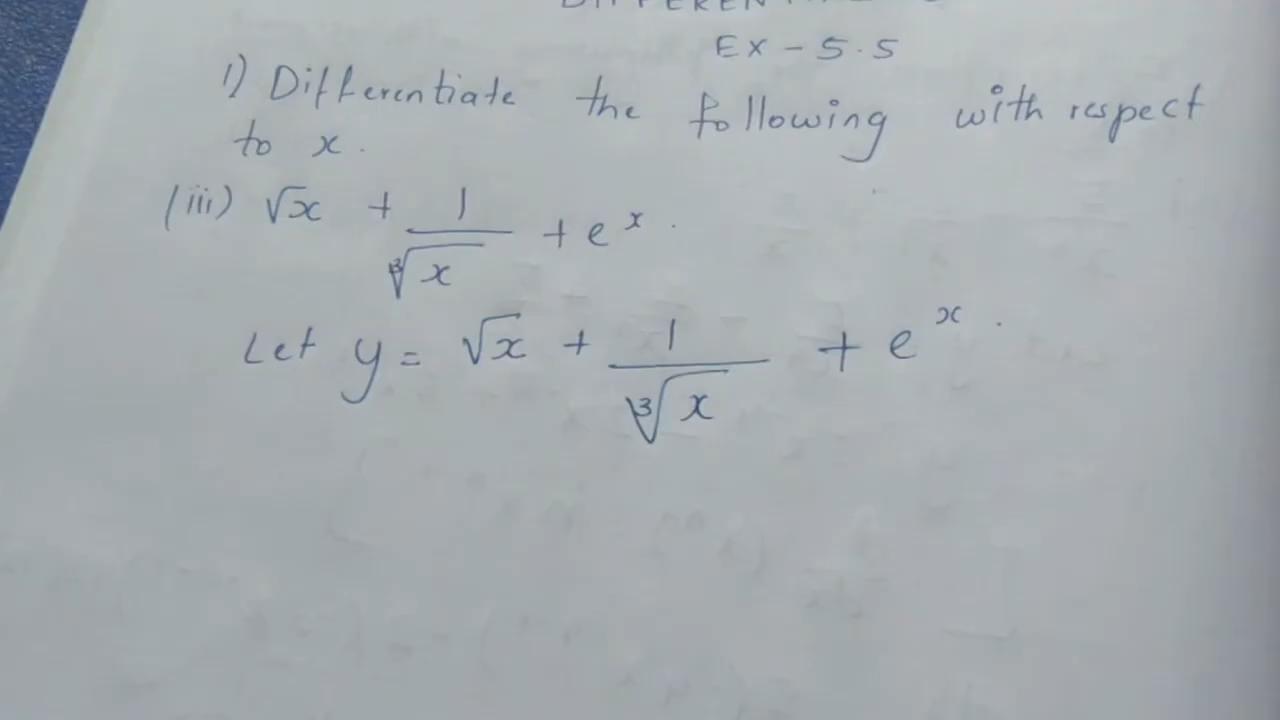 EX - 5.5
1) Differentiate the following with respect
to x.
(iii) √x + 1/∛x + e^x.
Let y = √x + 1/∛x + e^x.